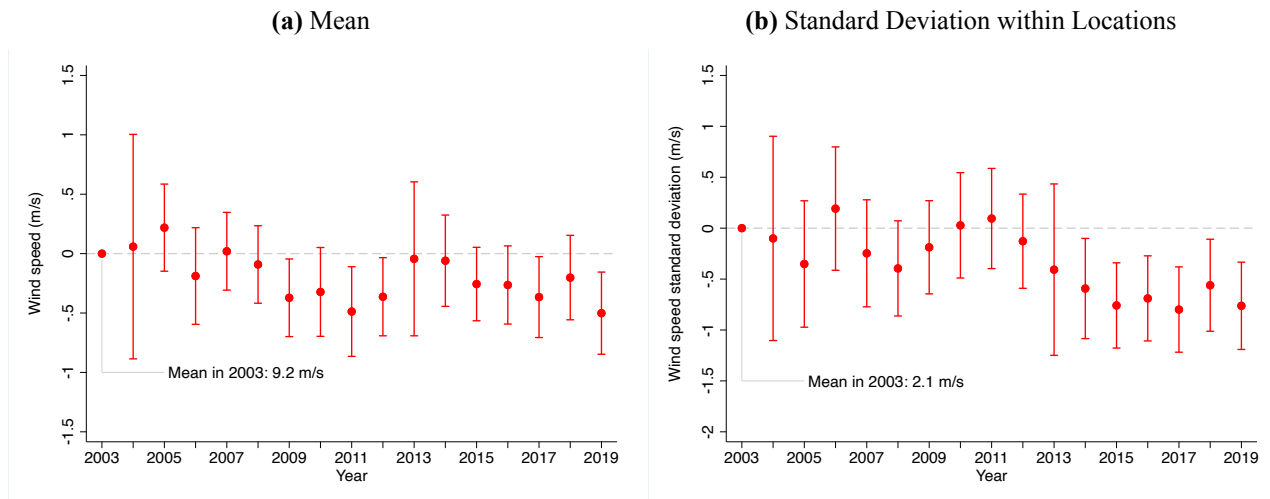 (a) Mean
1.5
1
.5
0
-.5
-1
-1.5
Wind speed (m/s)
Mean in 2003: 9.2 m/s
2003 2005 2007 2009 2011 2013 2015 2017 2019
Year
(b) Standard Deviation within Locations
1.5
1
.5
0
-.5
-1
-1.5
-2
Wind speed standard deviation (m/s)
Mean in 2003: 2.1 m/s
2003 2005 2007 2009 2011 2013 2015 2017 2019
Year